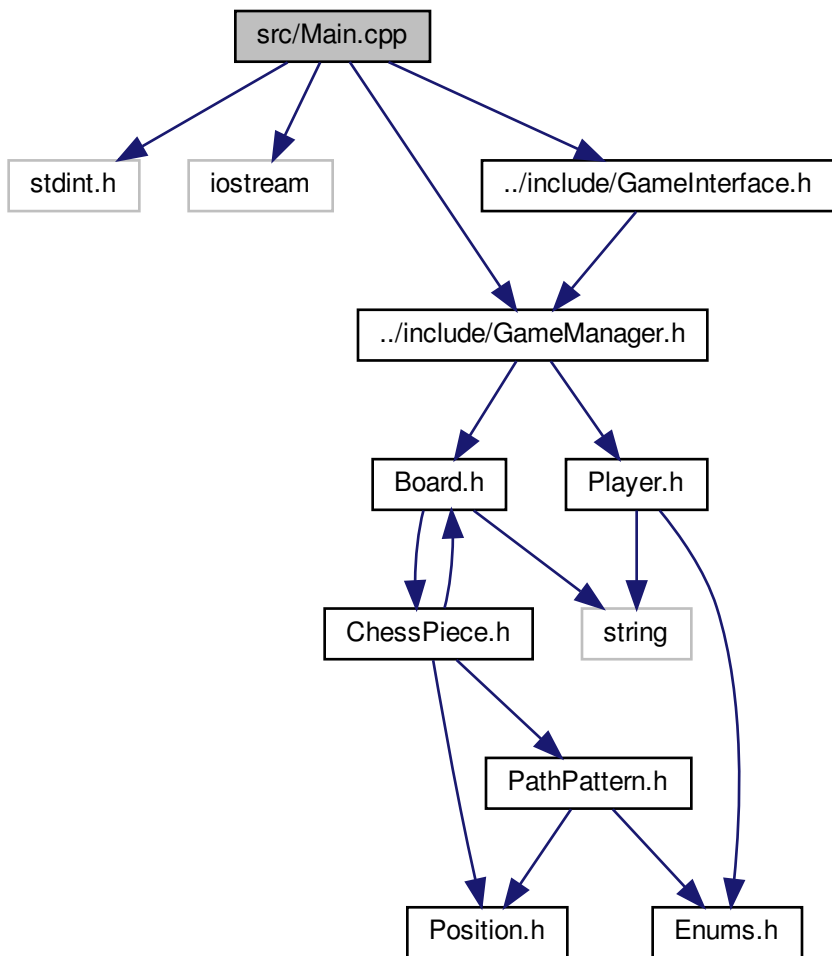 src/Main.cpp
stdint.h
iostream
../include/GameInterface.h
../include/GameManager.h
Board.h
Player.h
ChessPiece.h
string
PathPattern.h
Position.h
Enums.h